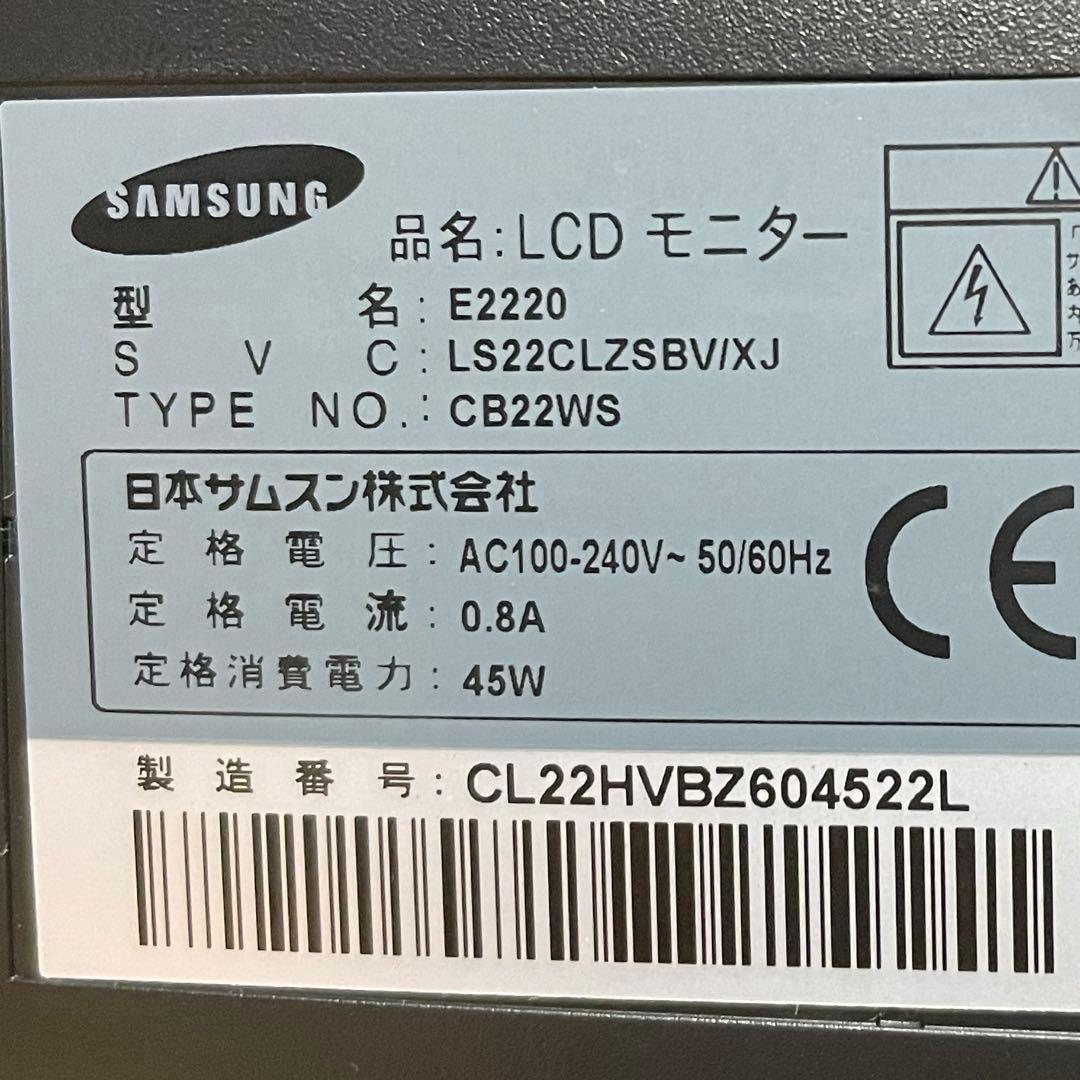 SAMSUNG
品名:LCD モニター
型名: E2220
SVC: LS22CLZSBV/XJ
TYPE NO.: CB22WS
日本サムスン株式会社
定格電圧: AC100-240V~ 50/60Hz
定格電流: 0.8A
定格消費電力: 45W
CE
製造番号: CL22HVBZ604522L